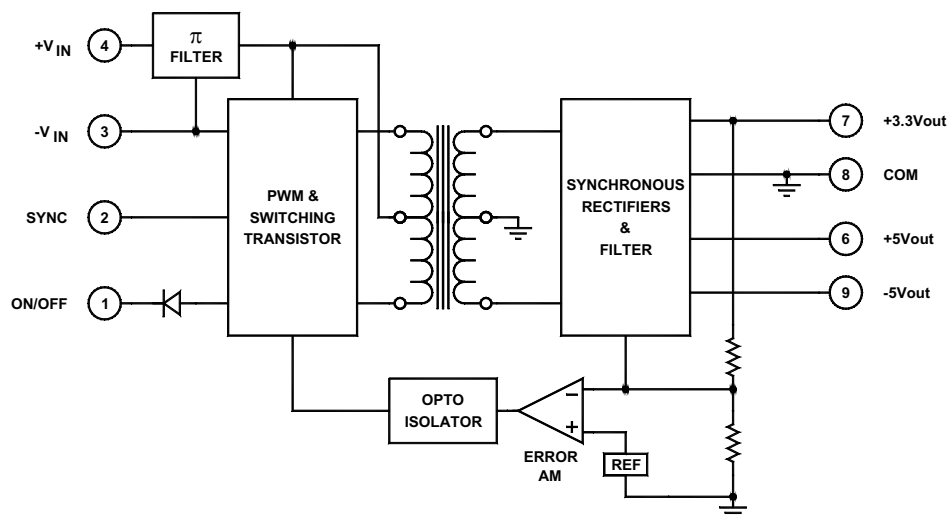 +V IN
4
π
FILTER
-V IN
3
SYNC
2
ON/OFF
1
PWM &
SWITCHING
TRANSISTOR
SYNCHRONOUS
RECTIFIERS
&
FILTER
7
+3.3Vout
8
COM
6
+5Vout
9
-5Vout
OPTO
ISOLATOR
−
+
ERROR
AM
REF